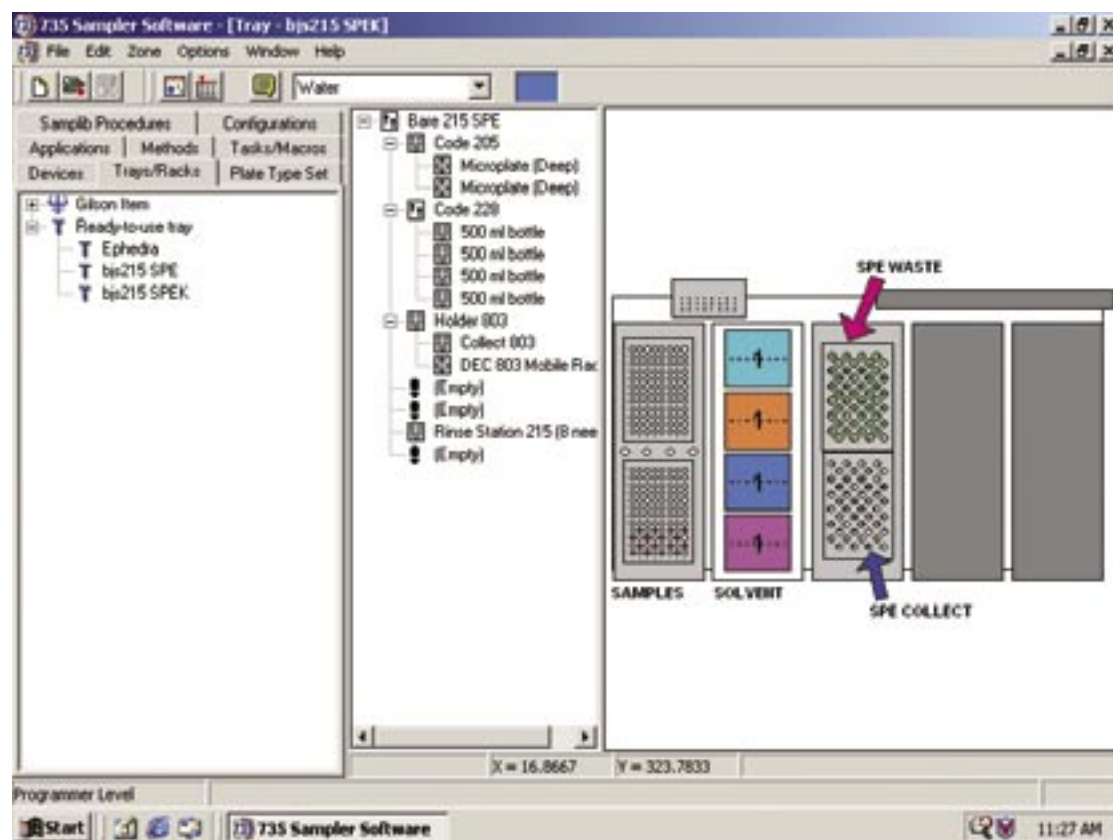 735 Sampler Software - [Tray - bjs215 SPEK]
File Edit Zone Options Window Help
Water
Samplib Procedures Configurations
Applications Methods Tasks/Macros
Devices Trays/Racks Plate Type Set
Gilson Item
Ready-to-use tray
Ephedia
bjs215 SPE
bjs215 SPEK
Bare 215 SPE
Code 205
Microplate (Deep)
Microplate (Deep)
Code 228
500 ml bottle
500 ml bottle
500 ml bottle
500 ml bottle
Holder 803
Collect 803
DEC 803 Mobile Rac
(Empty)
(Empty)
Rinse Station 215 (8 nee
(Empty)
SPE WASTE
SAMPLES SOLVENT
SPE COLLECT
X = 16.8667 Y = 323.7833
Programmer Level
Start 735 Sampler Software 11:27 AM